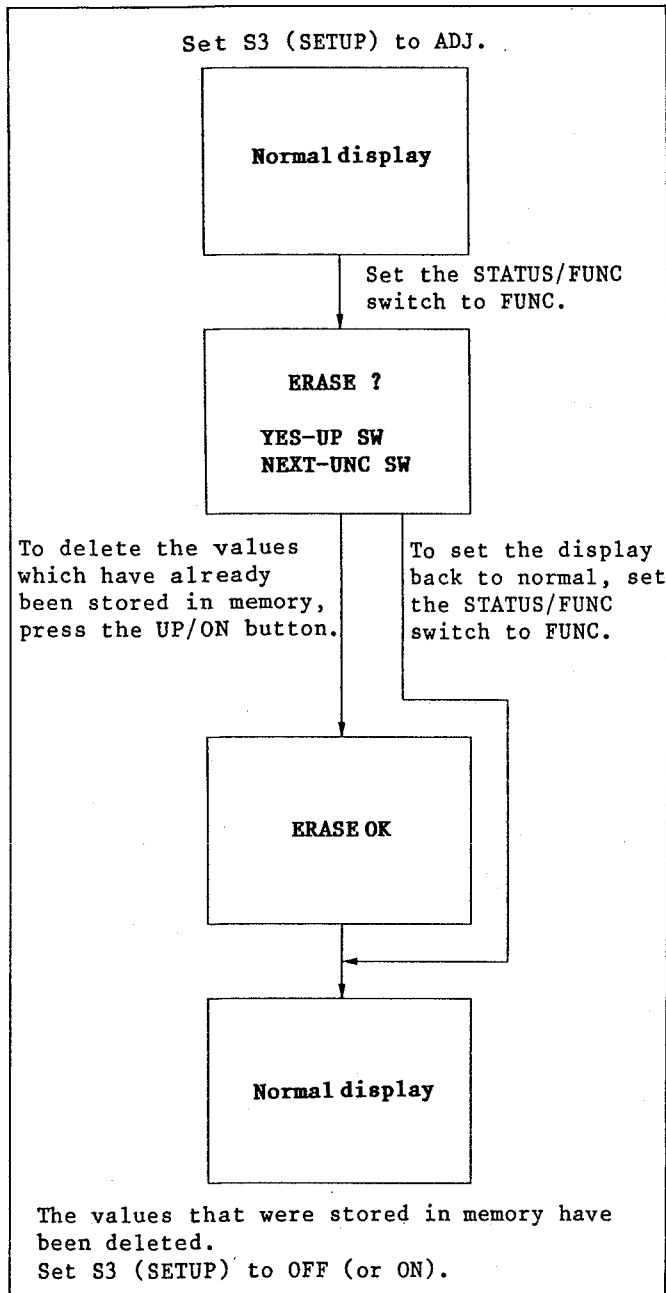 Set S3 (SETUP) to ADJ.
Normal display
Set the STATUS/FUNC
switch to FUNC.
ERASE ?
YES-UP SW
NEXT-UNC SW
To delete the values
which have already
been stored in memory,
press the UP/ON button.
To set the display
back to normal, set
the STATUS/FUNC
switch to FUNC.
ERASE OK
Normal display
The values that were stored in memory have
been deleted.
Set S3 (SETUP) to OFF (or ON).